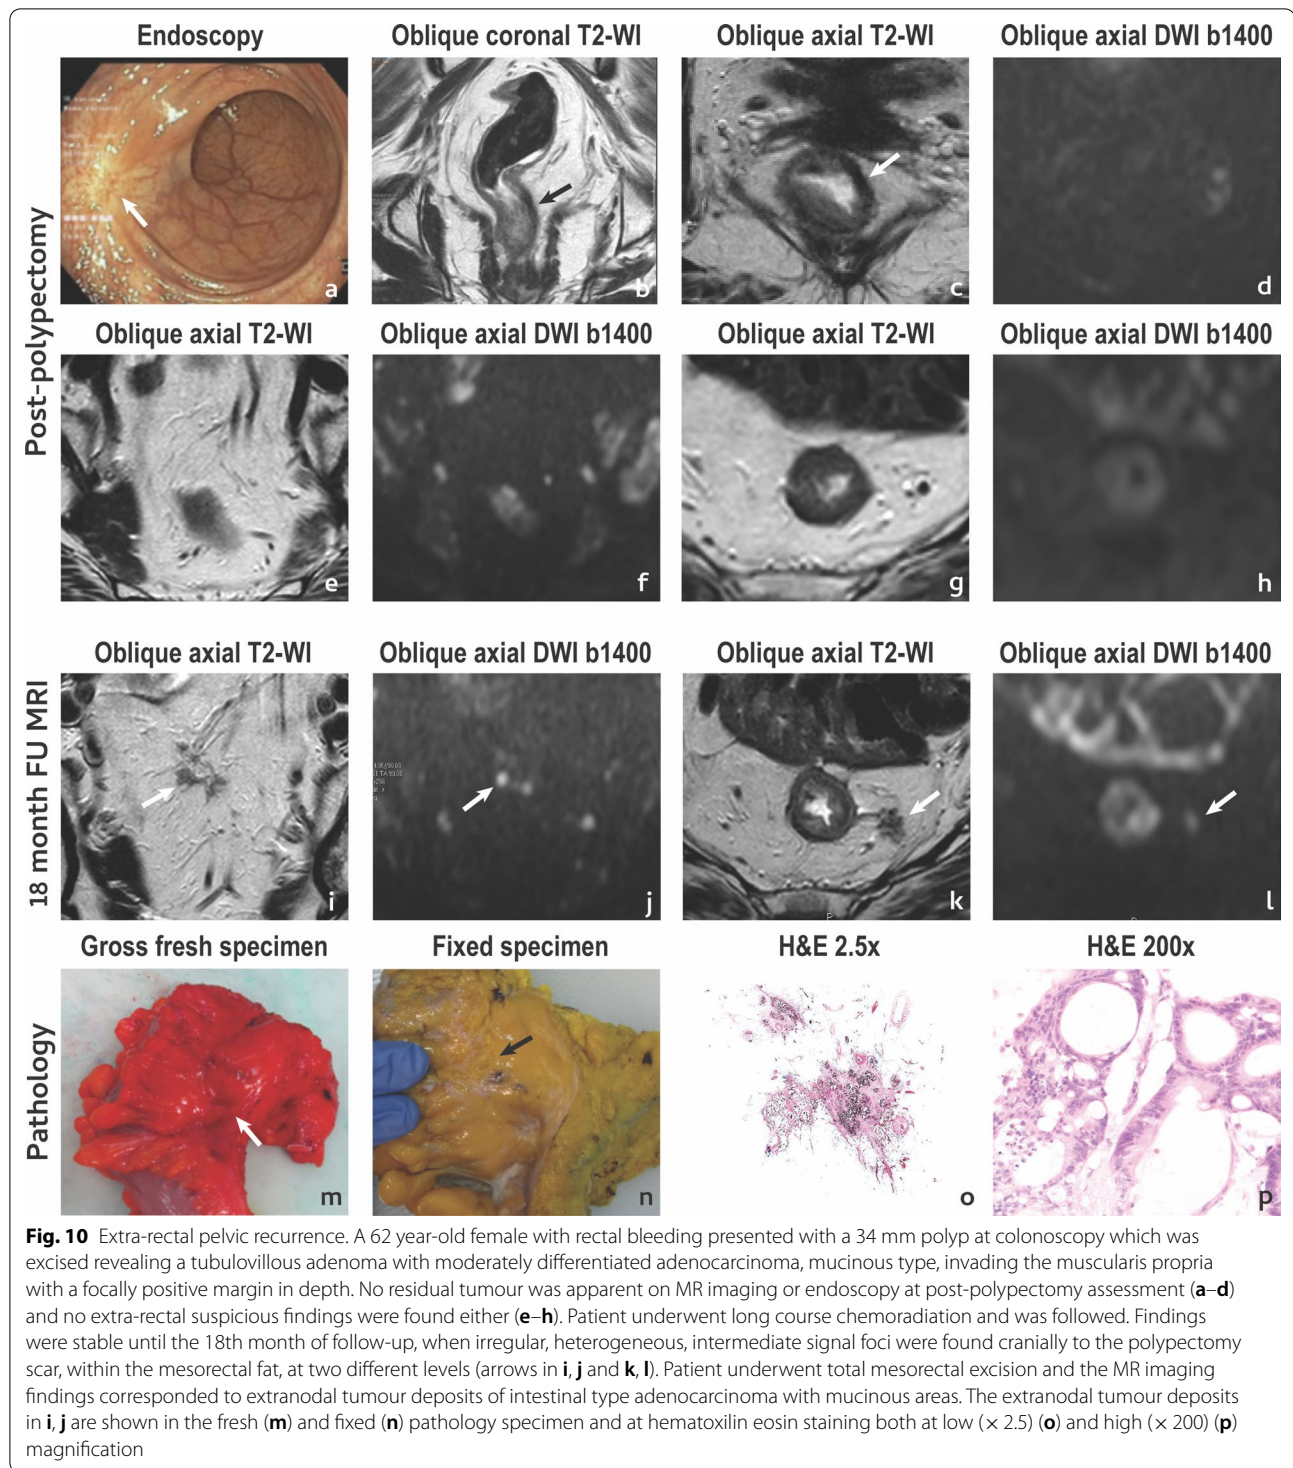 Endoscopy
Oblique coronal T2-WI
Oblique axial T2-WI
Oblique axial DWI b1400
Post-polypectomy
a
b
c
d
Oblique axial T2-WI
Oblique axial DWI b1400
Oblique axial T2-WI
Oblique axial DWI b1400
e
f
g
h
18 month FU MRI
Oblique axial T2-WI
Oblique axial DWI b1400
Oblique axial T2-WI
Oblique axial DWI b1400
i
j
k
l
P
Pathology
Gross fresh specimen
Fixed specimen
H&E 2.5x
H&E 200x
m
n
o
p
Fig. 10 Extra-rectal pelvic recurrence. A 62 year-old female with rectal bleeding presented with a 34 mm polyp at colonoscopy which was
excised revealing a tubulovillous adenoma with moderately differentiated adenocarcinoma, mucinous type, invading the muscularis propria
with a focally positive margin in depth. No residual tumour was apparent on MR imaging or endoscopy at post-polypectomy assessment (a–d)
and no extra-rectal suspicious findings were found either (e–h). Patient underwent long course chemoradiation and was followed. Findings
were stable until the 18th month of follow-up, when irregular, heterogeneous, intermediate signal foci were found cranially to the polypectomy
scar, within the mesorectal fat, at two different levels (arrows in i, j and k, l). Patient underwent total mesorectal excision and the MR imaging
findings corresponded to extranodal tumour deposits of intestinal type adenocarcinoma with mucinous areas. The extranodal tumour deposits
in i, j are shown in the fresh (m) and fixed (n) pathology specimen and at hematoxilin eosin staining both at low (× 2.5) (o) and high (× 200) (p)
magnification